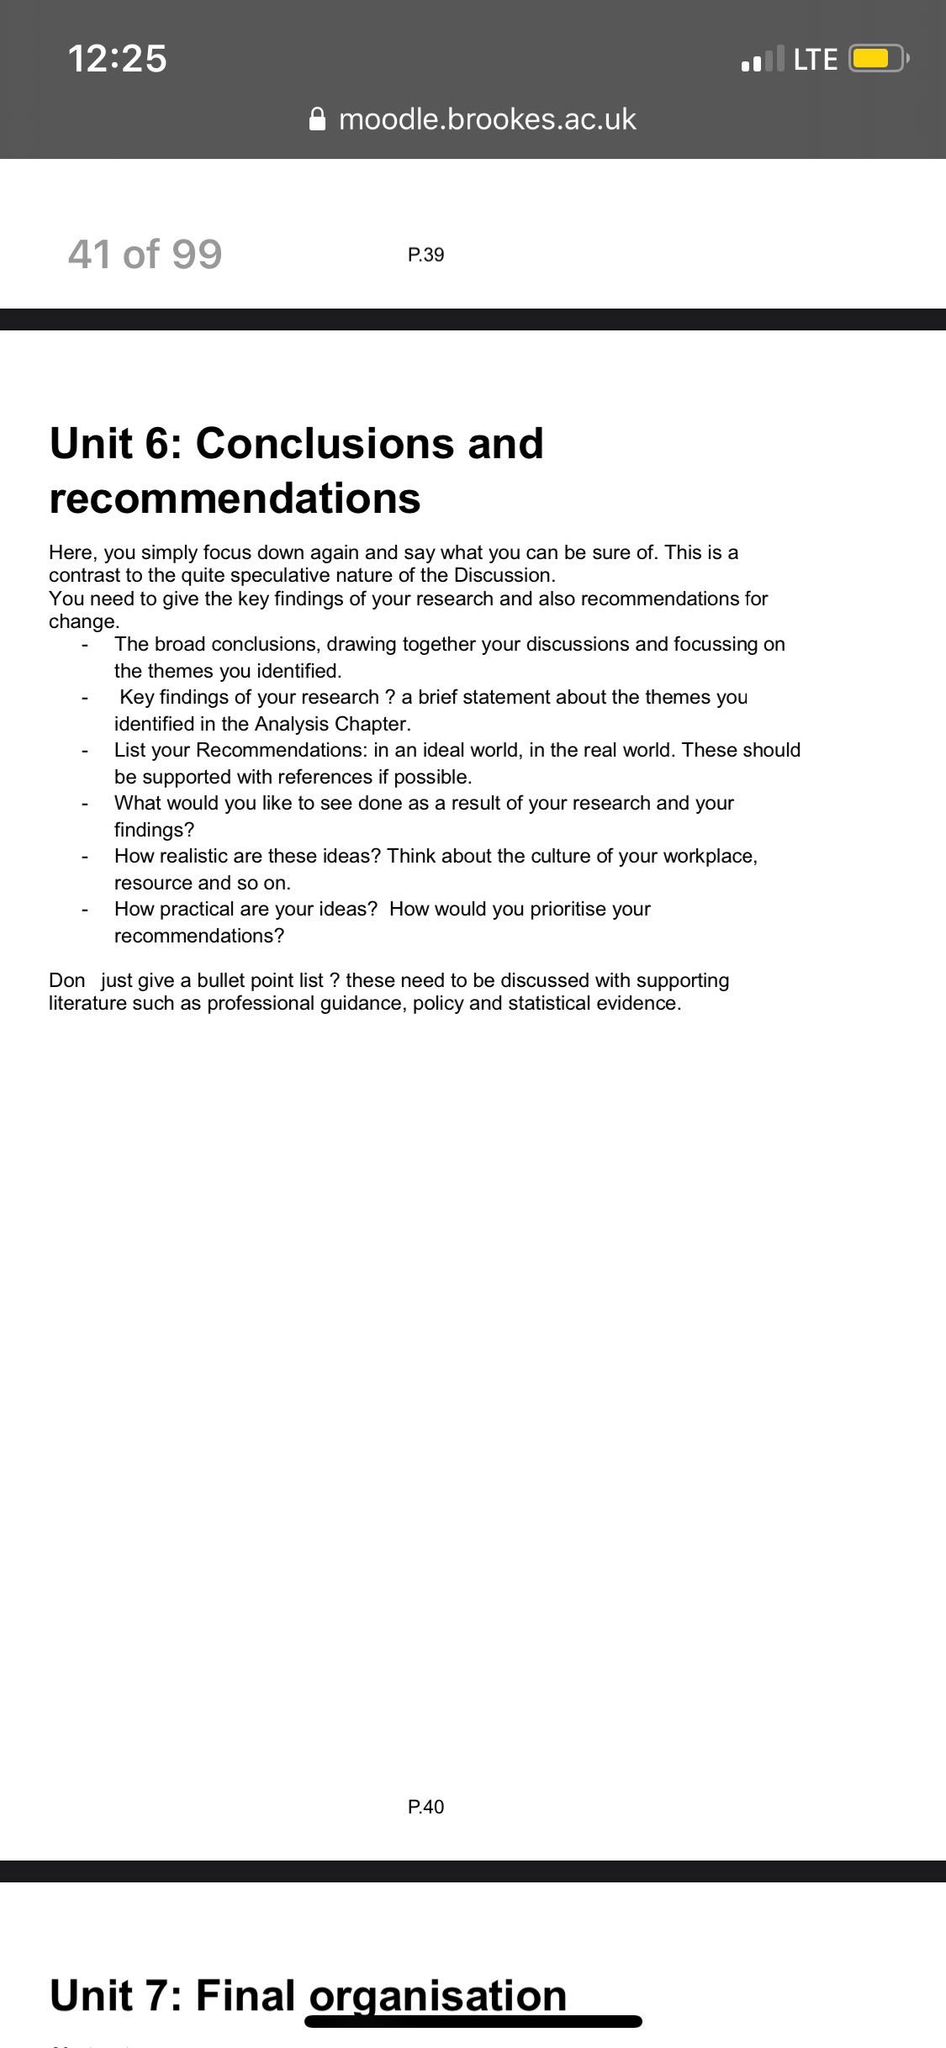 12:25
LTE
moodle.brookes.ac.uk
41 of 99
P.39
Unit 6: Conclusions and
recommendations
Here, you simply focus down again and say what you can be sure of. This is a
contrast to the quite speculative nature of the Discussion.
You need to give the key findings of your research and also recommendations for
change.
- The broad conclusions, drawing together your discussions and focussing on
the themes you identified.
- Key findings of your research ? a brief statement about the themes you
identified in the Analysis Chapter.
- List your Recommendations: in an ideal world, in the real world. These should
be supported with references if possible.
- What would you like to see done as a result of your research and your
findings?
- How realistic are these ideas? Think about the culture of your workplace,
resource and so on.
- How practical are your ideas?  How would you prioritise your
recommendations?
Don  just give a bullet point list ? these need to be discussed with supporting
literature such as professional guidance, policy and statistical evidence.
P.40
Unit 7: Final organisation